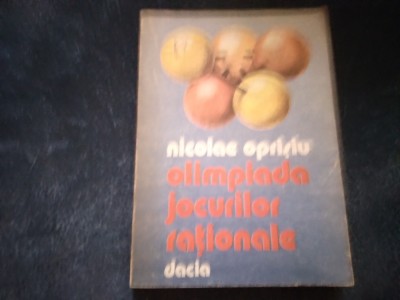 nicolae oprișiu
olimpiada
jocurilor
raționale
dacia